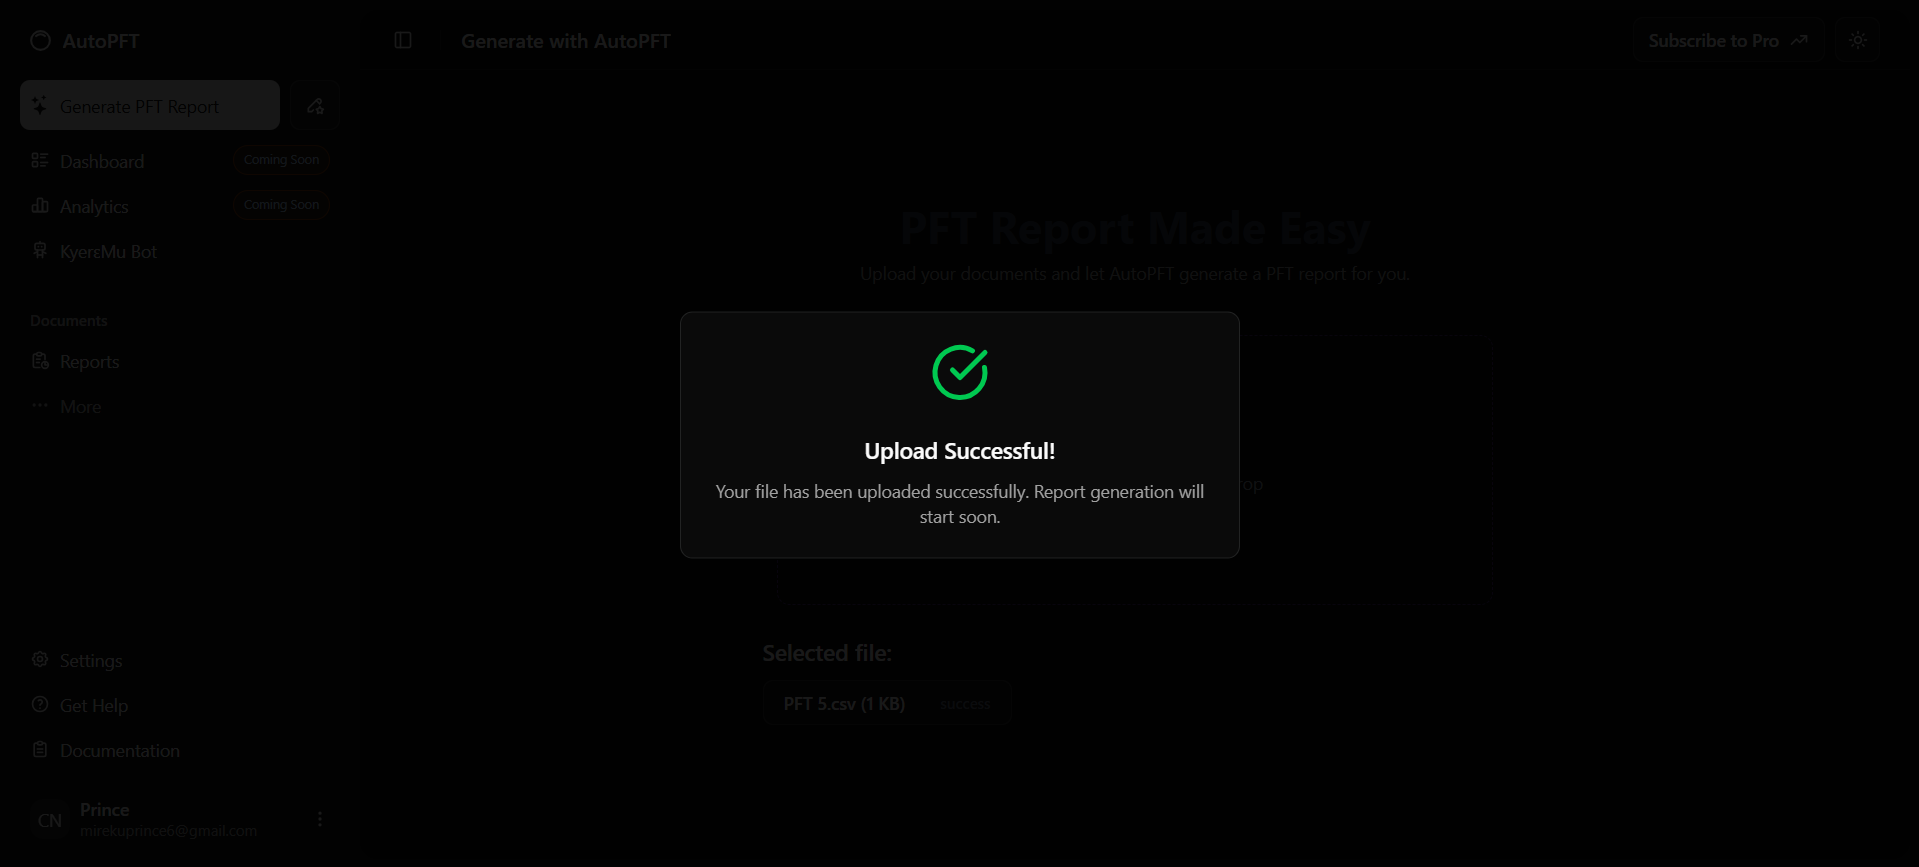 AutoPFT
Generate with AutoPFT
Subscribe to Pro
Generate PFT Report
Dashboard
Coming Soon
Analytics
Coming Soon
KyerɛMu Bot
Documents
Reports
More
PFT Report Made Easy
Upload your documents and let AutoPFT generate a PFT report for you.
rop
Upload Successful!
Your file has been uploaded successfully. Report generation will
start soon.
Selected file:
PFT 5.csv (1 KB)
success
Settings
Get Help
Documentation
CN
Prince
mirekuprince6@gmail.com